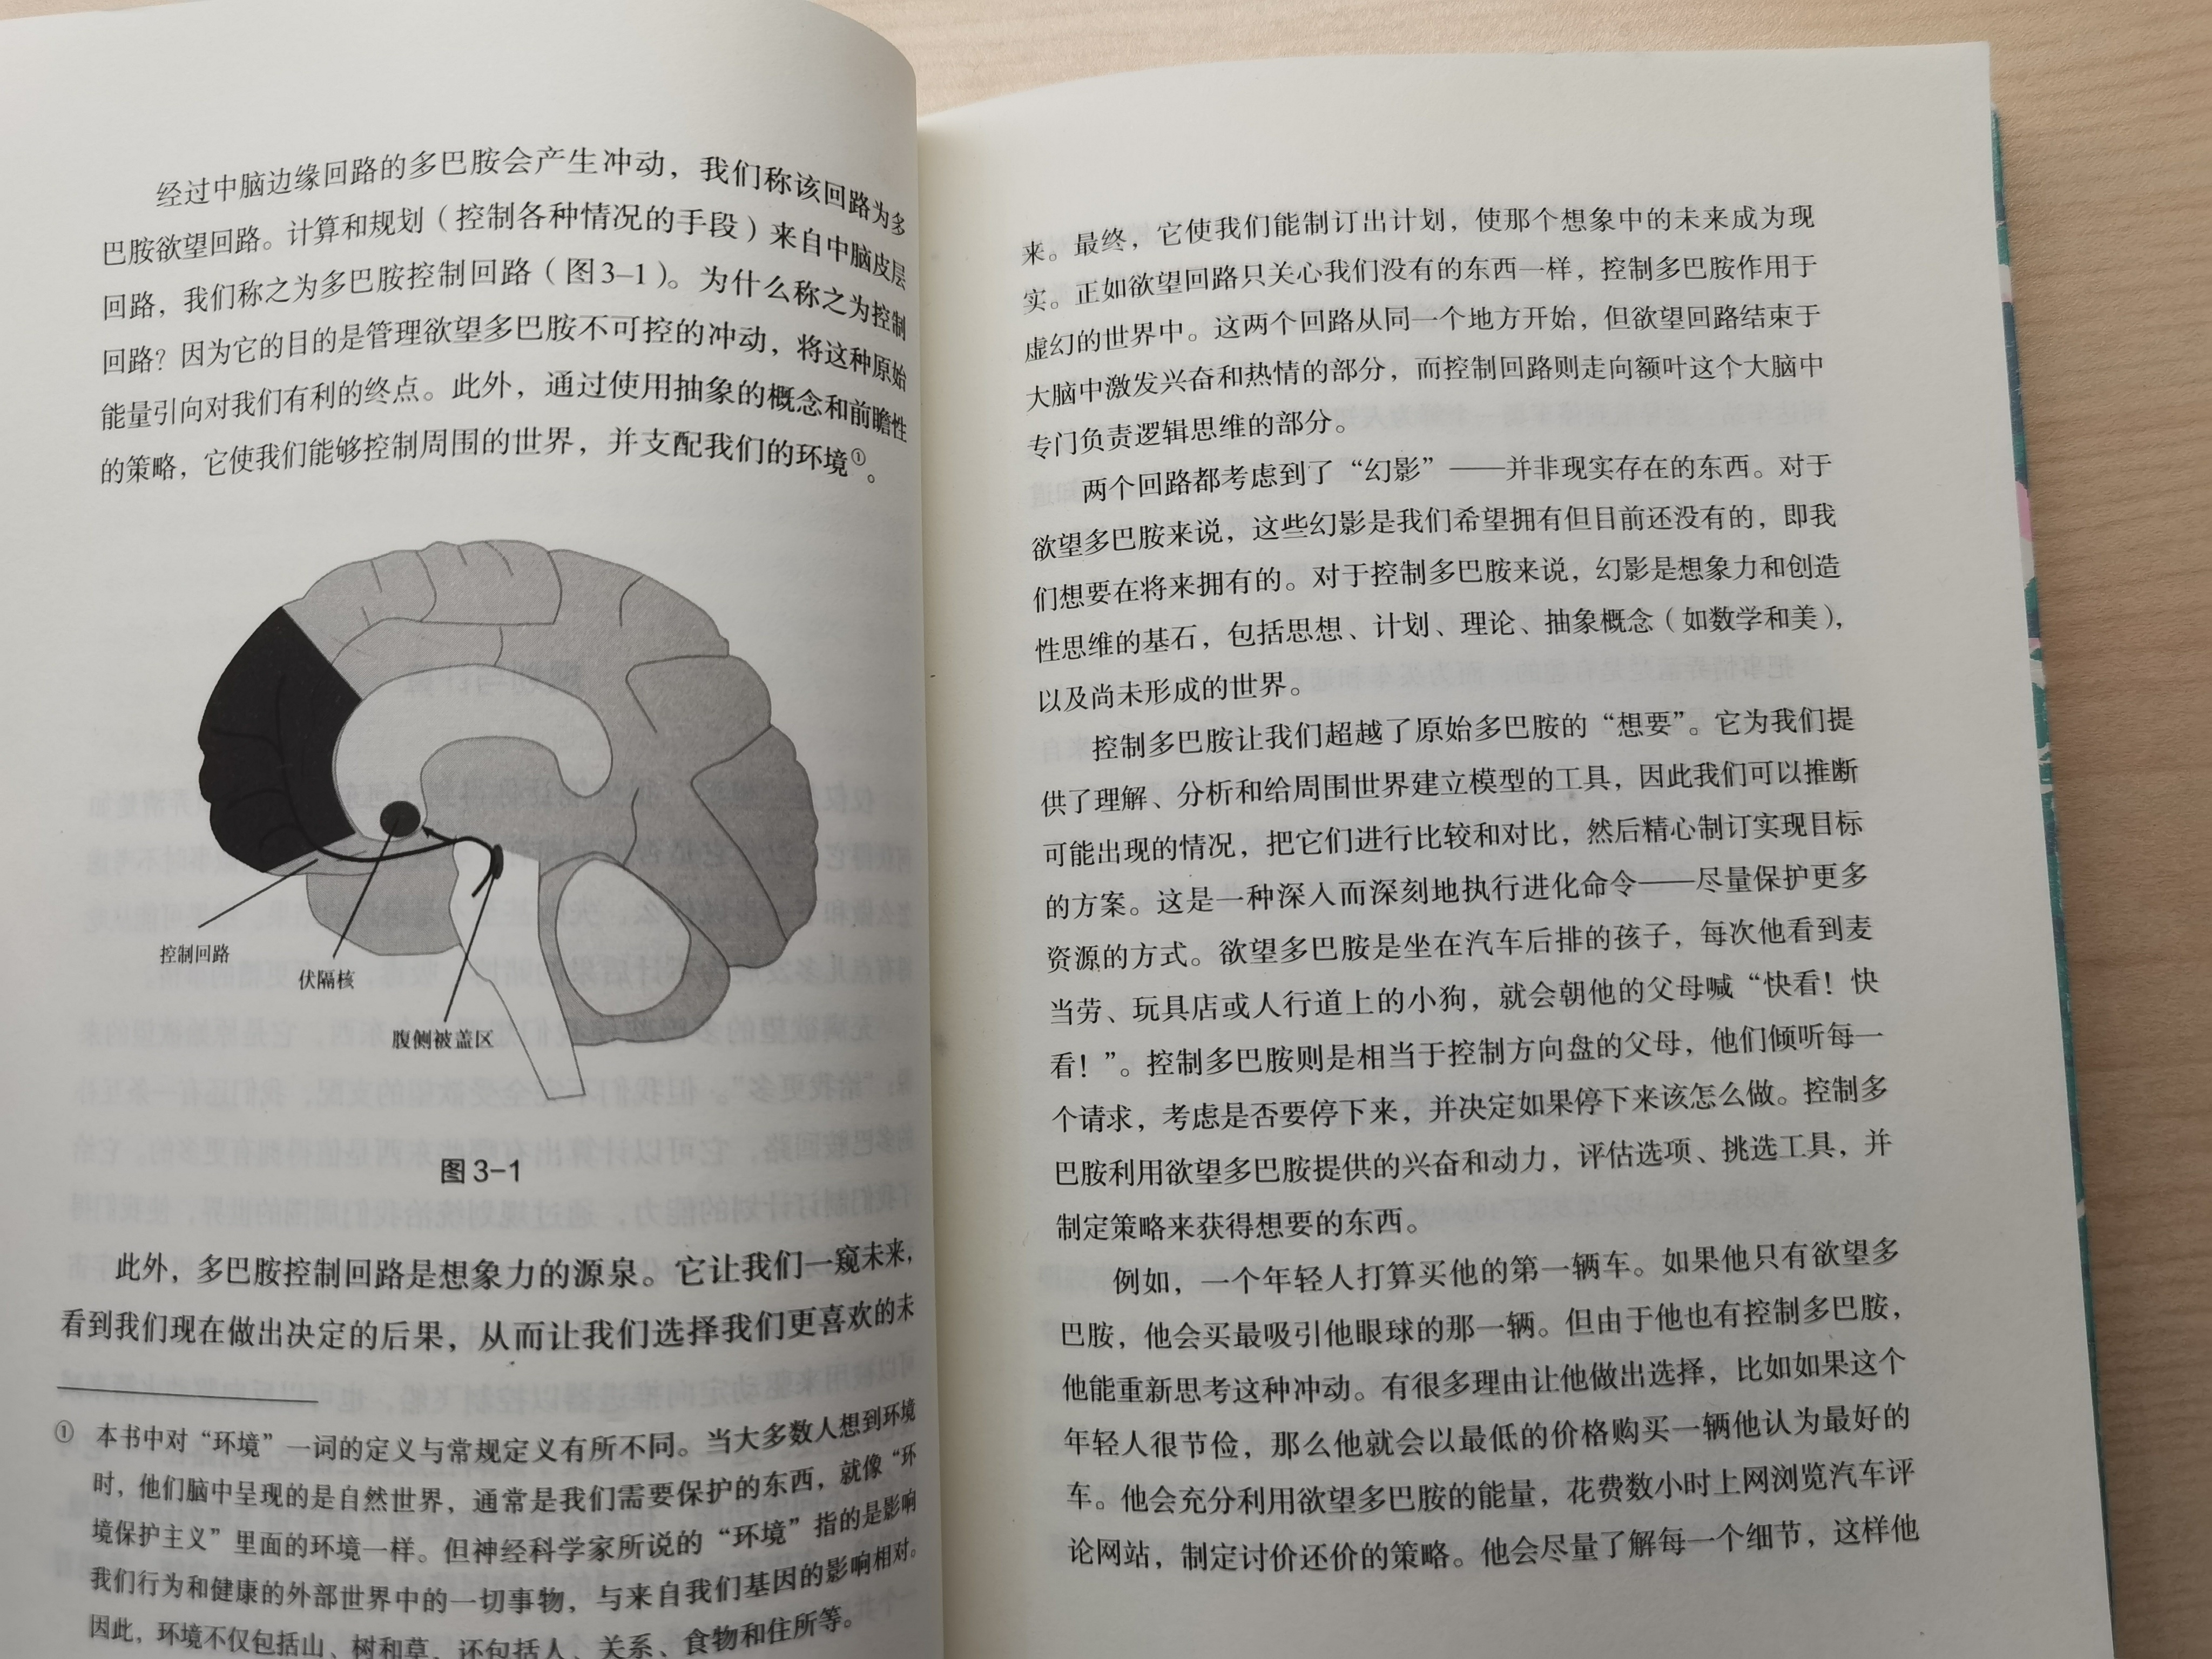 经过中脑边缘回路的多巴胺会产生冲动，我们称该回路为多
巴胺欲望回路。计算和规划（控制各种情况的手段）来自中脑皮层
回路，我们称之为多巴胺控制回路（图3–1）。为什么称之为控制
回路？因为它的目的是管理欲望多巴胺不可控的冲动，将这种原始
能量引向对我们有利的终点。此外，通过使用抽象的概念和前瞻性
的策略，它使我们能够控制周围的世界，并支配我们的环境①。
控制回路
伏隔核
腹侧被盖区
图3-1
此外，多巴胺控制回路是想象力的源泉。它让我们一窥未来，
看到我们现在做出决定的后果，从而让我们选择我们更喜欢的未
① 本书中对“环境”一词的定义与常规定义有所不同。当大多数人想到环境
时，他们脑中呈现的是自然世界，通常是我们需要保护的东西，就像“环
境保护主义”里面的环境一样。但神经科学家所说的“环境”指的是影响
我们行为和健康的外部世界中的一切事物，与来自我们基因的影响相对。
因此，环境不仅包括山、树和草，还包括人、关系、食物和住所等。
来。最终，它使我们能制订出计划，使那个想象中的未来成为现
实。正如欲望回路只关心我们没有的东西一样，控制多巴胺作用于
虚幻的世界中。这两个回路从同一个地方开始，但欲望回路结束于
大脑中激发兴奋和热情的部分，而控制回路则走向额叶这个大脑中
专门负责逻辑思维的部分。
两个回路都考虑到了“幻影”——并非现实存在的东西。对于
欲望多巴胺来说，这些幻影是我们希望拥有但目前还没有的，即我
们想要在将来拥有的。对于控制多巴胺来说，幻影是想象力和创造
性思维的基石，包括思想、计划、理论、抽象概念（如数学和美），
以及尚未形成的世界。
控制多巴胺让我们超越了原始多巴胺的“想要”。它为我们提
供了理解、分析和给周围世界建立模型的工具，因此我们可以推断
可能出现的情况，把它们进行比较和对比，然后精心制订实现目标
的方案。这是一种深入而深刻地执行进化命令——尽量保护更多
资源的方式。欲望多巴胺是坐在汽车后排的孩子，每次他看到麦
当劳、玩具店或人行道上的小狗，就会朝他的父母喊“快看！快
看！”。控制多巴胺则是相当于控制方向盘的父母，他们倾听每一
个请求，考虑是否要停下来，并决定如果停下来该怎么做。控制多
巴胺利用欲望多巴胺提供的兴奋和动力，评估选项、挑选工具，并
制定策略来获得想要的东西。
例如，一个年轻人打算买他的第一辆车。如果他只有欲望多
巴胺，他会买最吸引他眼球的那一辆。但由于他也有控制多巴胺，
他能重新思考这种冲动。有很多理由让他做出选择，比如如果这个
年轻人很节俭，那么他就会以最低的价格购买一辆他认为最好的
车。他会充分利用欲望多巴胺的能量，花费数小时上网浏览汽车评
论网站，制定讨价还价的策略。他会尽量了解每一个细节，这样他